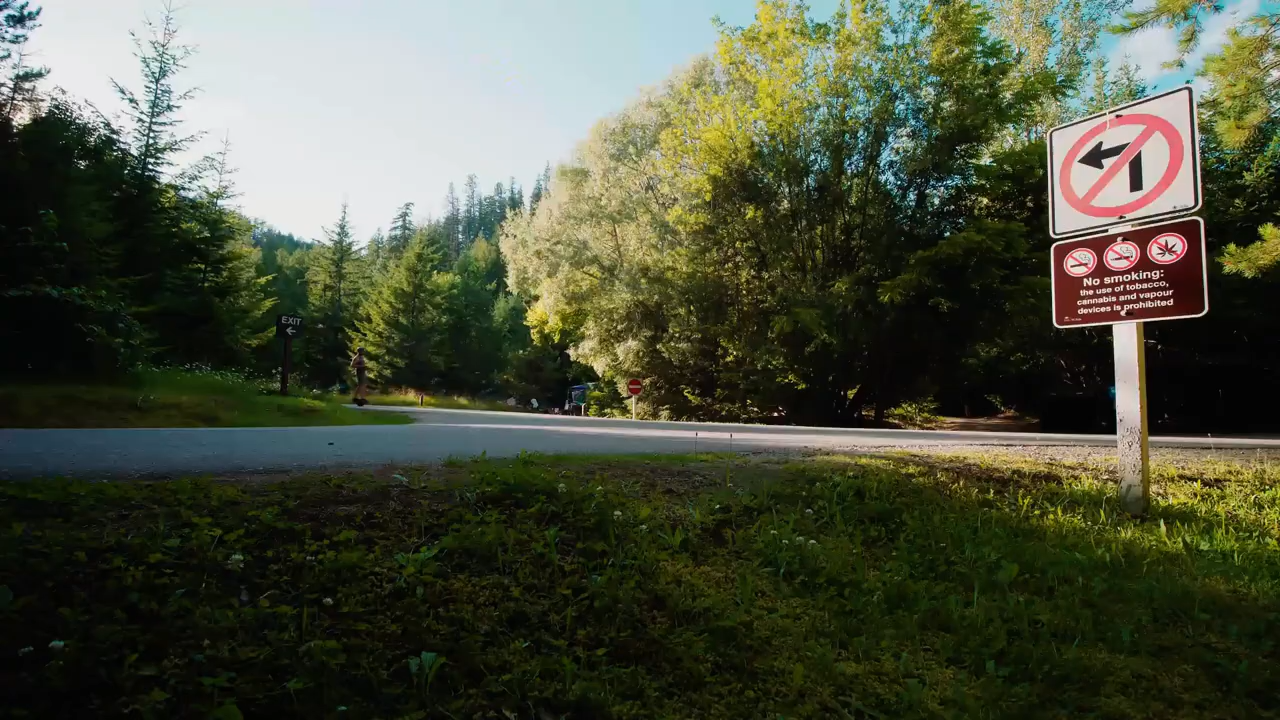 EXIT
No smoking:
the use of tobacco,
cannabis and vapour
devices is prohibited